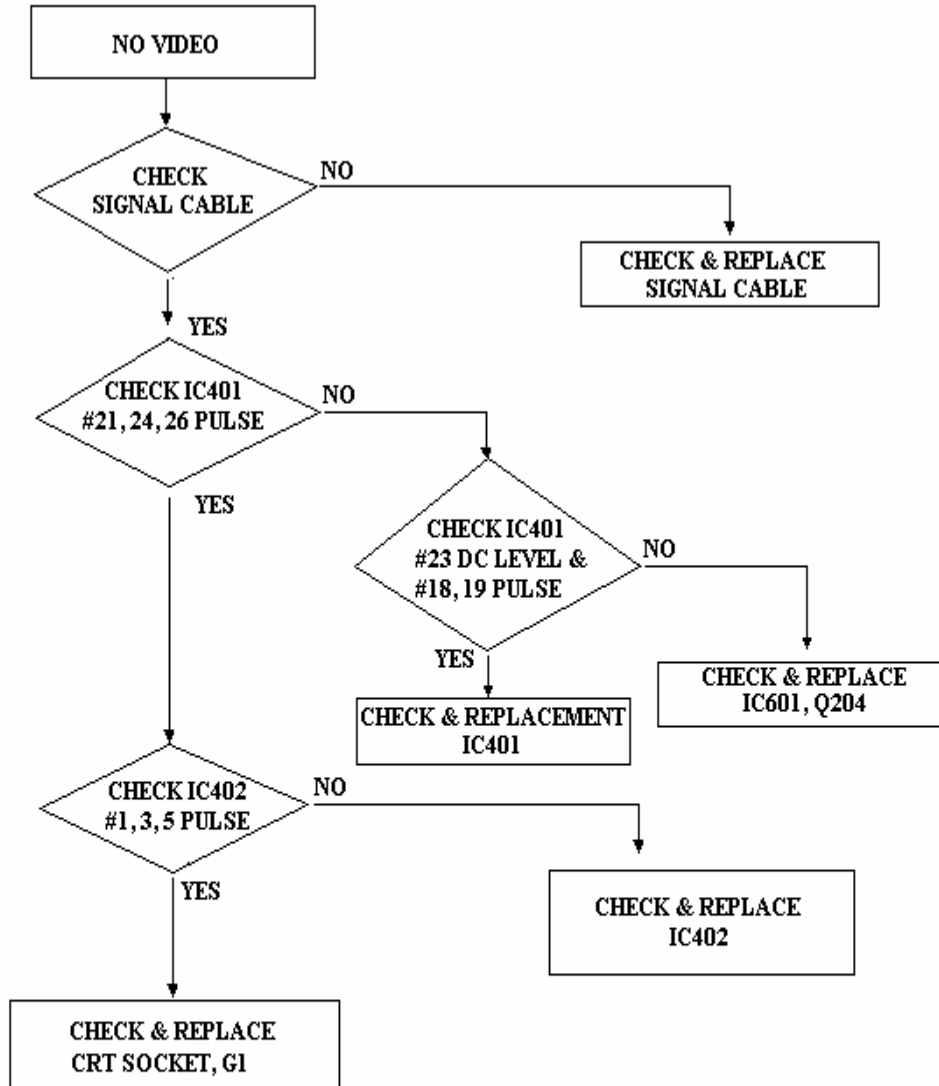 NO VIDEO
CHECK
SIGNAL CABLE
NO
CHECK & REPLACE
SIGNAL CABLE
YES
CHECK IC401
#21, 24, 26 PULSE
NO
YES
CHECK IC401
#23 DC LEVEL &
#18, 19 PULSE
NO
YES
CHECK & REPLACE
IC601, Q204
CHECK & REPLACEMENT
IC401
CHECK IC402
#1, 3, 5 PULSE
NO
YES
CHECK & REPLACE
IC402
CHECK & REPLACE
CRT SOCKET, G1